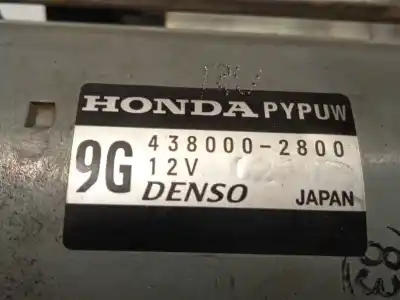 HONDA PYPUW
9G 438000-2800
12V
DENSO JAPAN